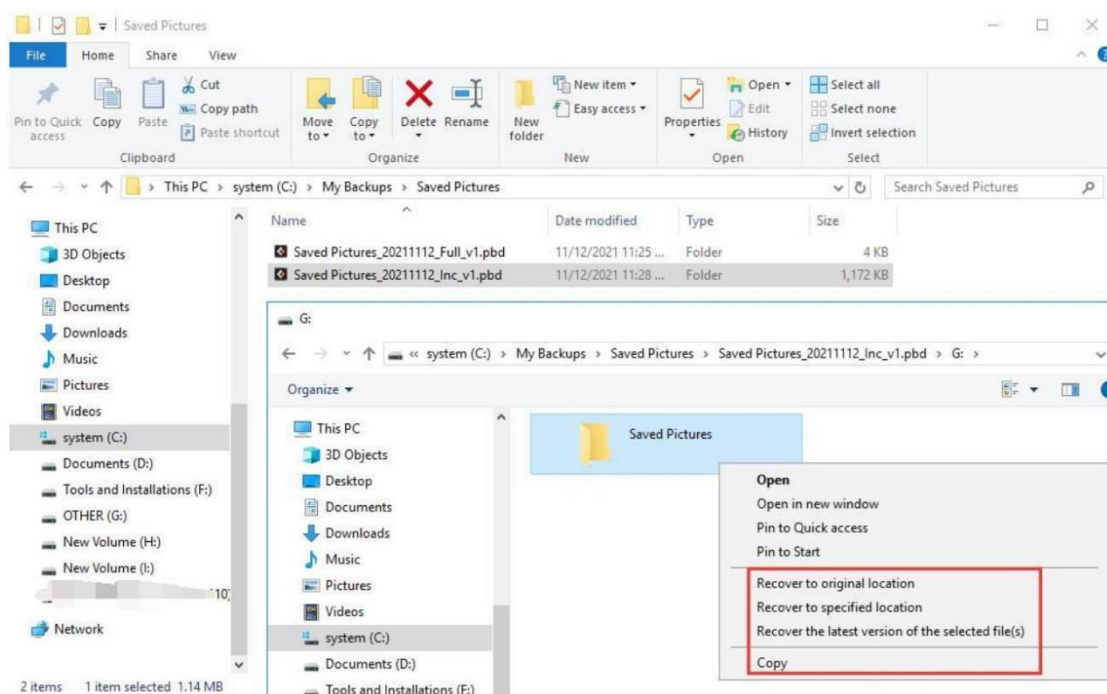 Saved Pictures
File Home Share View
Pin to Quick access
Copy
Paste
Cut
Copy path
Paste shortcut
Clipboard
Move to
Copy to
Delete
Rename
Organize
New folder
New item
Easy access
New
Properties
Open
Edit
History
Open
Select all
Select none
Invert selection
Select
This PC > system (C:) > My Backups > Saved Pictures
Search Saved Pictures
This PC
3D Objects
Desktop
Documents
Downloads
Music
Pictures
Videos
system (C:)
Documents (D:)
Tools and Installations (F:)
OTHER (G:)
New Volume (H:)
New Volume (I:)
Network
2 items 1 item selected 1.14 MB
Name Date modified Type Size
Saved Pictures_20211112_Full_v1.pbd 11/12/2021 11:25 ... Folder 4 KB
Saved Pictures_20211112_Inc_v1.pbd 11/12/2021 11:28 ... Folder 1,172 KB
G:
« system (C:) > My Backups > Saved Pictures > Saved Pictures_20211112_Inc_v1.pbd > G: >
Organize
This PC
3D Objects
Desktop
Documents
Downloads
Music
Pictures
Videos
system (C:)
Documents (D:)
Tools and Installations (F:)
Saved Pictures
Open
Open in new window
Pin to Quick access
Pin to Start
Recover to original location
Recover to specified location
Recover the latest version of the selected file(s)
Copy